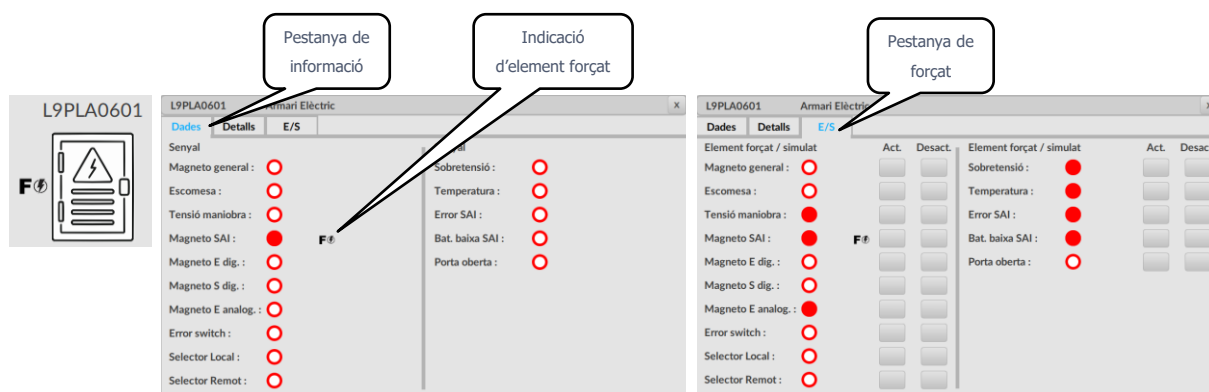 Pestanya de
informació
Indicació
d'element forçat
Pestanya de
forçat
L9PLA0601
F
L9PLA0601 Armari Elèctric x
Dades Detalls E/S
Senyal
Magneto general :
Escomesa :
Tensió maniobra :
Magneto SAI : F
Magneto E dig. :
Magneto S dig. :
Magneto E analog. :
Error switch :
Selector Local :
Selector Remot :
Sobretensió :
Temperatura :
Error SAI :
Bat. baixa SAI :
Porta oberta :
L9PLA0601 Armari Elèctric x
Dades Detalls E/S
Element forçat / simulat Act. Desact.
Magneto general :
Escomesa :
Tensió maniobra :
Magneto SAI : F
Magneto E dig. :
Magneto S dig. :
Magneto E analog. :
Error switch :
Selector Local :
Selector Remot :
Element forçat / simulat Act. Desac
Sobretensió :
Temperatura :
Error SAI :
Bat. baixa SAI :
Porta oberta :